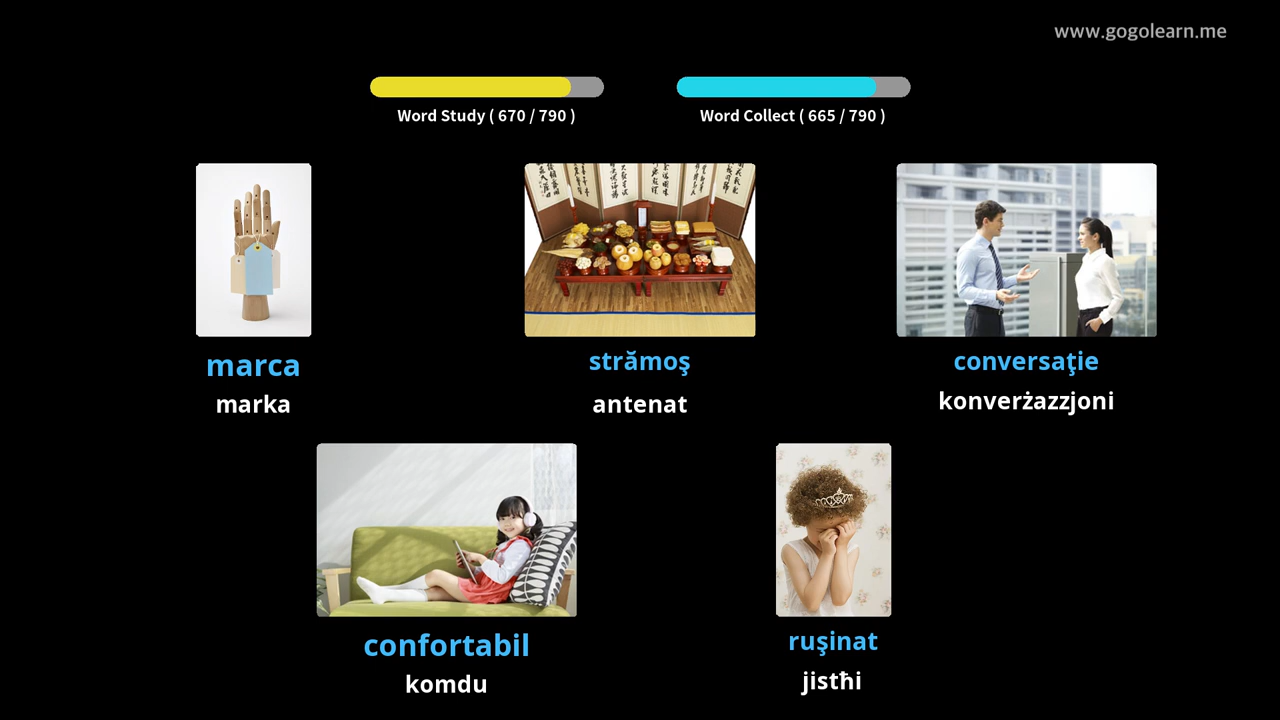 www.gogolearn.me
Word Study ( 670 / 790 )
Word Collect ( 665 / 790 )
marca
marka
strămoş
antenat
conversaţie
konverżazzjoni
confortabil
komdu
ruşinat
jistħi